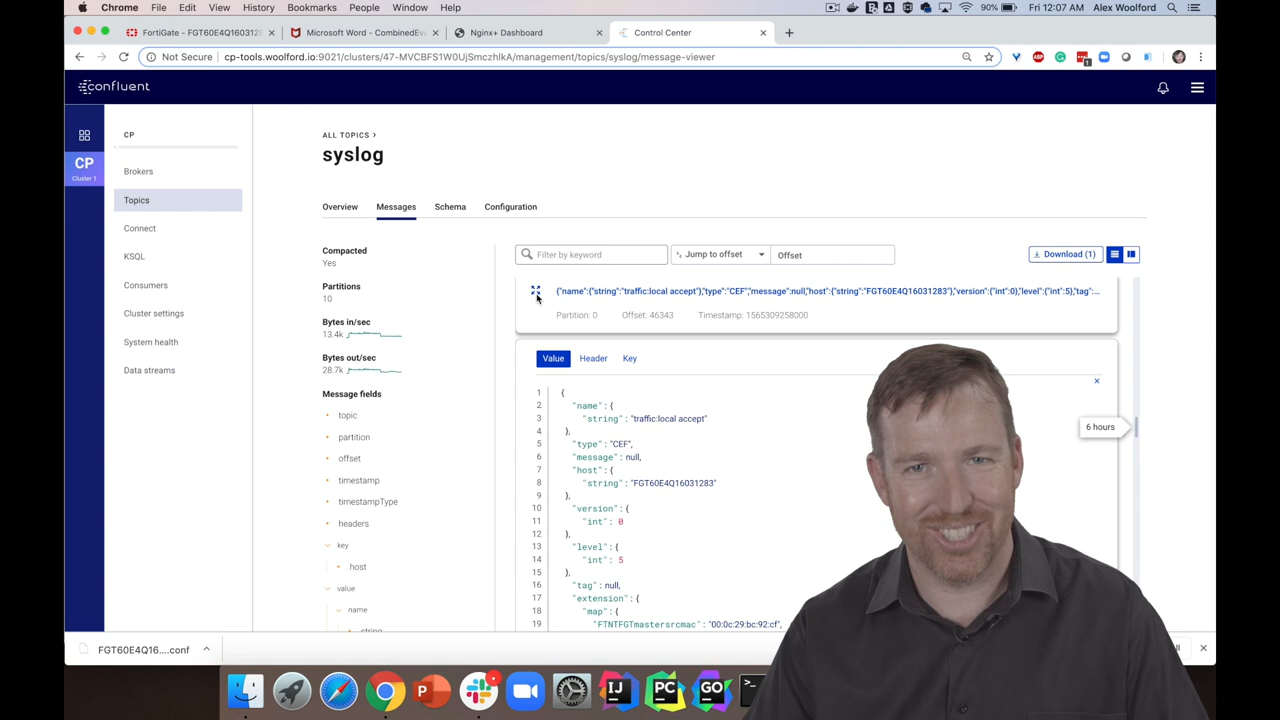 Chrome File Edit View History Bookmarks People Window Help 90% Fri 12:07 AM Alex Woolford
FortiGate - FGT60E4Q1603128 Microsoft Word - CombinedEv Nginx+ Dashboard Control Center
Not Secure cp-tools.woolford.io:9021/clusters/47-MVCBFS1W0UjSmczhlkA/management/topics/syslog/message-viewer
CONFLUENT
CP
Cluster 1
CP
Brokers
Topics
Connect
KSQL
Consumers
Cluster settings
System health
Data streams
ALL TOPICS >
syslog
Overview Messages Schema Configuration
Compacted
Yes
Partitions
10
Bytes in/sec
13.4k
Bytes out/sec
28.7k
Message fields
topic
partition
offset
timestamp
timestampType
headers
key
host
value
name
string
Filter by keyword Jump to offset Offset Download (1)
{"name":{"string":"traffic:local accept"},"type":"CEF","message":null,"host":{"string":"FGT60E4Q16031283"},"version":{"int":0},"level":{"int":5},"tag":...
Partition: 0 Offset: 46343 Timestamp: 1565309258000
Value Header Key
1 {
2 "name": {
3 "string": "traffic:local accept"
4 },
5 "type": "CEF",
6 "message": null,
7 "host": {
8 "string": "FGT60E4Q16031283"
9 },
10 "version": {
11 "int": 0
12 },
13 "level": {
14 "int": 5
15 },
16 "tag": null,
17 "extension": {
18 "map": {
19 "FTNTFGTmastersrcmac": "00:0c:29:bc:92:cf",
6 hours
FGT60E4Q16....conf
IJ PC GO >_